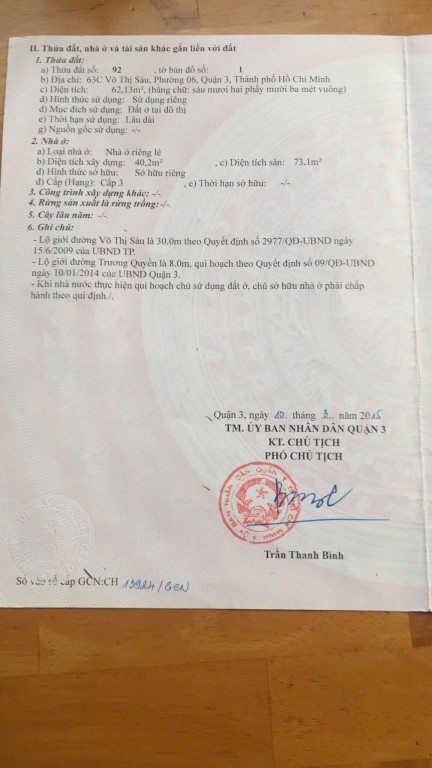 II. Thửa đất, nhà ở và tài sản khác gắn liền với đất
1. Thửa đất:
a) Thửa đất số: 92 , tờ bản đồ số: 1
b) Địa chỉ: 63C Võ Thị Sáu, Phường 06, Quận 3, Thành phố Hồ Chí Minh
c) Diện tích: 62,13m², (bằng chữ: sáu mươi hai phẩy mười ba mét vuông)
d) Hình thức sử dụng: Sử dụng riêng
đ) Mục đích sử dụng: Đất ở tại đô thị
e) Thời hạn sử dụng: Lâu dài
g) Nguồn gốc sử dụng: -/-
2. Nhà ở:
a) Loại nhà ở: Nhà ở riêng lẻ
b) Diện tích xây dựng: 40,2m² , c) Diện tích sàn: 73,1m²
d) Hình thức sở hữu: Sở hữu riêng
đ) Cấp (Hạng): Cấp 3 , e) Thời hạn sở hữu: -/-
3. Công trình xây dựng khác: -/-
4. Rừng sản xuất là rừng trồng: -/-
5. Cây lâu năm: -/-
6. Ghi chú:
- Lộ giới đường Võ Thị Sáu là 30.0m theo Quyết định số 2977/QĐ-UBND ngày
15/6/2009 của UBND TP.
- Lộ giới đường Trương Quyền là 8.0m, qui hoạch theo Quyết định số 09/QĐ-UBND
ngày 10/01/2014 của UBND Quận 3.
- Khi nhà nước thực hiện qui hoạch chủ sử dụng đất ở, chủ sở hữu nhà ở phải chấp
hành theo qui định./.
Quận 3, ngày 10 tháng 3 năm 2015
TM. ỦY BAN NHÂN DÂN QUẬN 3
KT. CHỦ TỊCH
PHÓ CHỦ TỊCH
Trần Thanh Bình
Số vào sổ cấp GCN:CH